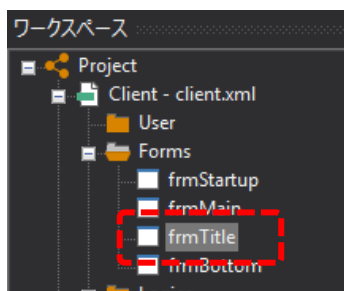 ワークスペース
Project
Client - client.xml
User
Forms
frmStartup
frmMain
frmTitle
frmBottom